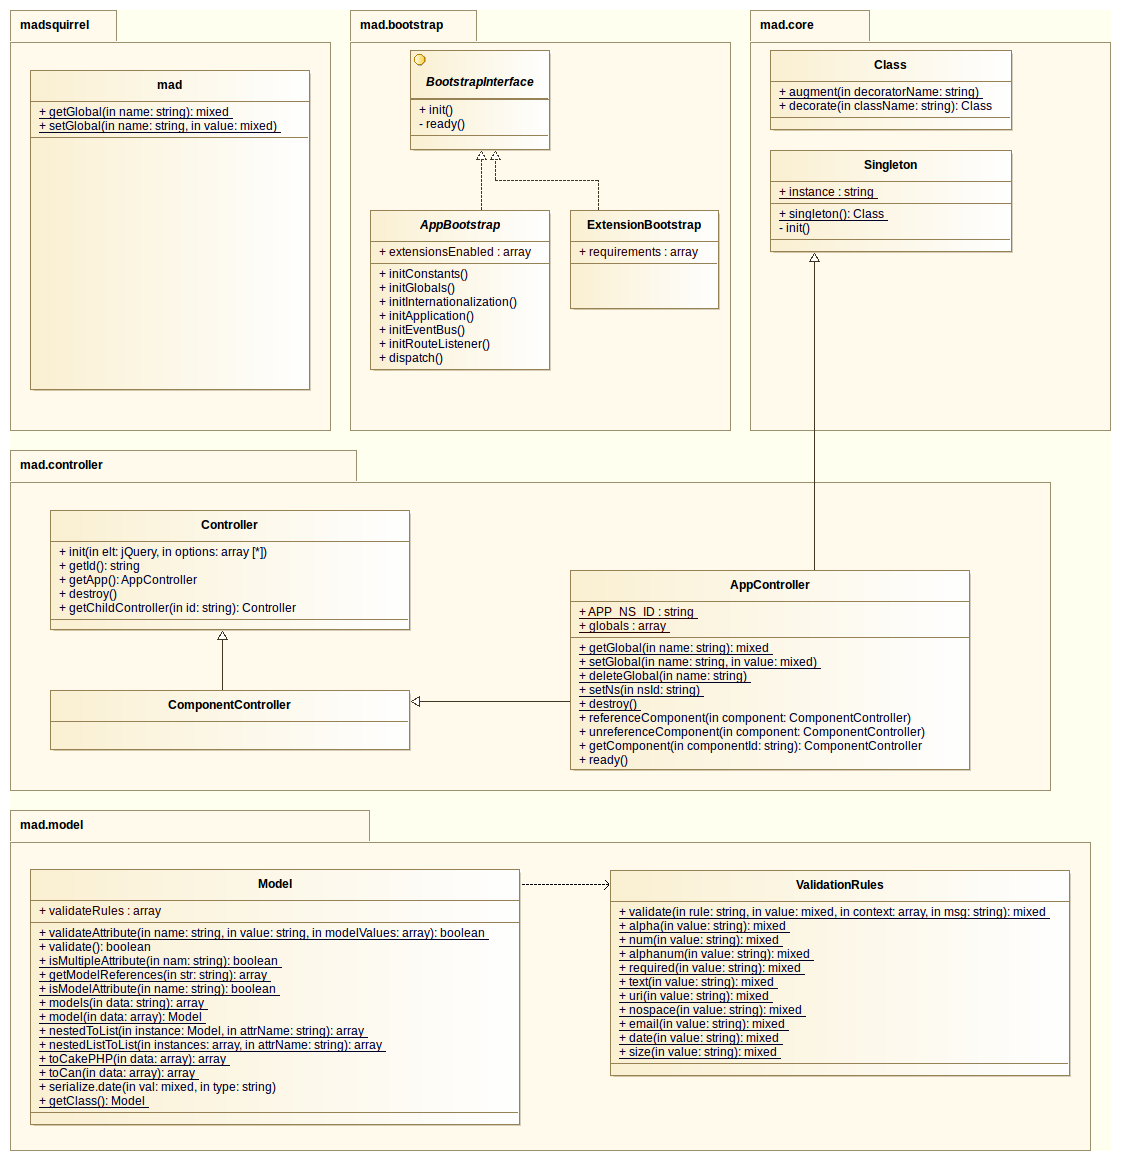 madsquirrel
mad
+ getGlobal(in name: string): mixed
+ setGlobal(in name: string, in value: mixed)
mad.bootstrap
BootstrapInterface
+ init()
- ready()
AppBootstrap
+ extensionsEnabled : array
+ initConstants()
+ initGlobals()
+ initInternationalization()
+ initApplication()
+ initEventBus()
+ initRouteListener()
+ dispatch()
ExtensionBootstrap
+ requirements : array
mad.core
Class
+ augment(in decoratorName: string)
+ decorate(in className: string): Class
Singleton
+ instance : string
+ singleton(): Class
- init()
mad.controller
Controller
+ init(in elt: jQuery, in options: array [*])
+ getId(): string
+ getApp(): AppController
+ destroy()
+ getChildController(in id: string): Controller
ComponentController
AppController
+ APP_NS_ID : string
+ globals : array
+ getGlobal(in name: string): mixed
+ setGlobal(in name: string, in value: mixed)
+ deleteGlobal(in name: string)
+ setNs(in nsId: string)
+ destroy()
+ referenceComponent(in component: ComponentController)
+ unreferenceComponent(in component: ComponentController)
+ getComponent(in componentId: string): ComponentController
+ ready()
mad.model
Model
+ validateRules : array
+ validateAttribute(in name: string, in value: string, in modelValues: array): boolean
+ validate(): boolean
+ isMultipleAttribute(in nam: string): boolean
+ getModelReferences(in str: string): array
+ isModelAttribute(in name: string): boolean
+ models(in data: string): array
+ model(in data: array): Model
+ nestedToList(in instance: Model, in attrName: string): array
+ nestedListToList(in instances: array, in attrName: string): array
+ toCakePHP(in data: array): array
+ toCan(in data: array): array
+ serialize.date(in val: mixed, in type: string)
+ getClass(): Model
ValidationRules
+ validate(in rule: string, in value: mixed, in context: array, in msg: string): mixed
+ alpha(in value: string): mixed
+ num(in value: string): mixed
+ alphanum(in value: string): mixed
+ required(in value: string): mixed
+ text(in value: string): mixed
+ uri(in value: string): mixed
+ nospace(in value: string): mixed
+ email(in value: string): mixed
+ date(in value: string): mixed
+ size(in value: string): mixed